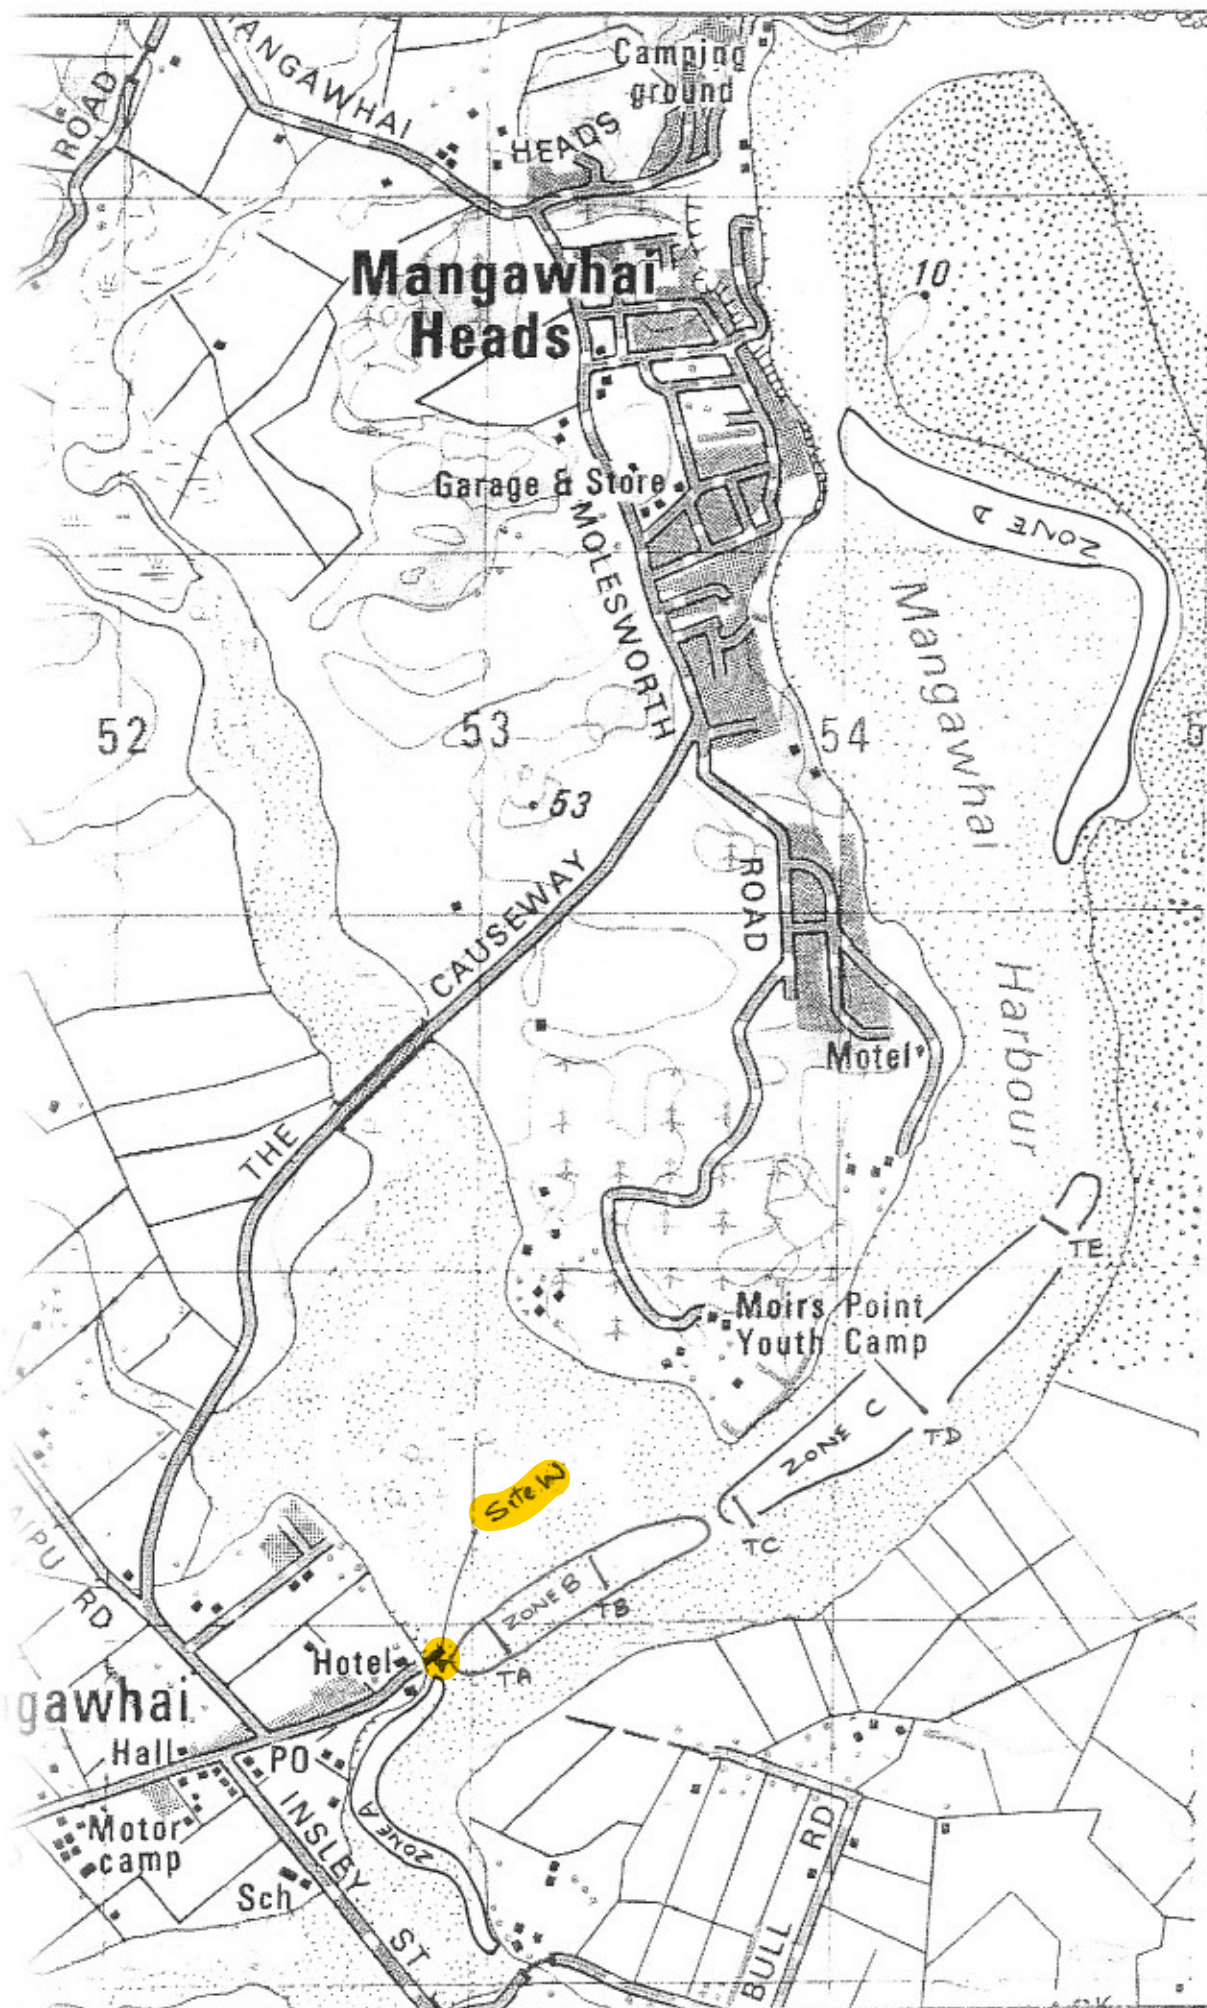 ROAD
ANGAWHAI
HEADS
Camping
ground
10
Mangawhai
Heads
Garage & Store
MOLESWORTH
ZONE D
Mangawhai
52
53
54
53
CAUSEWAY
ROAD
Harbour
Motel
THE
TE
Moirs Point
Youth Camp
ZONE C
TD
Site W
TC
AIPU
RD
ZONE B
TB
Hotel
TA
gawhai
Hall
PO
ZONE A
INSLEY
RD
Motor
camp
Sch
ST
BULL